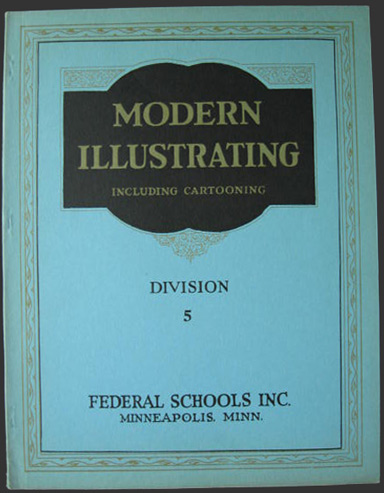 MODERN
ILLUSTRATING
INCLUDING CARTOONING
DIVISION
5
FEDERAL SCHOOLS INC.
MINNEAPOLIS. MINN.